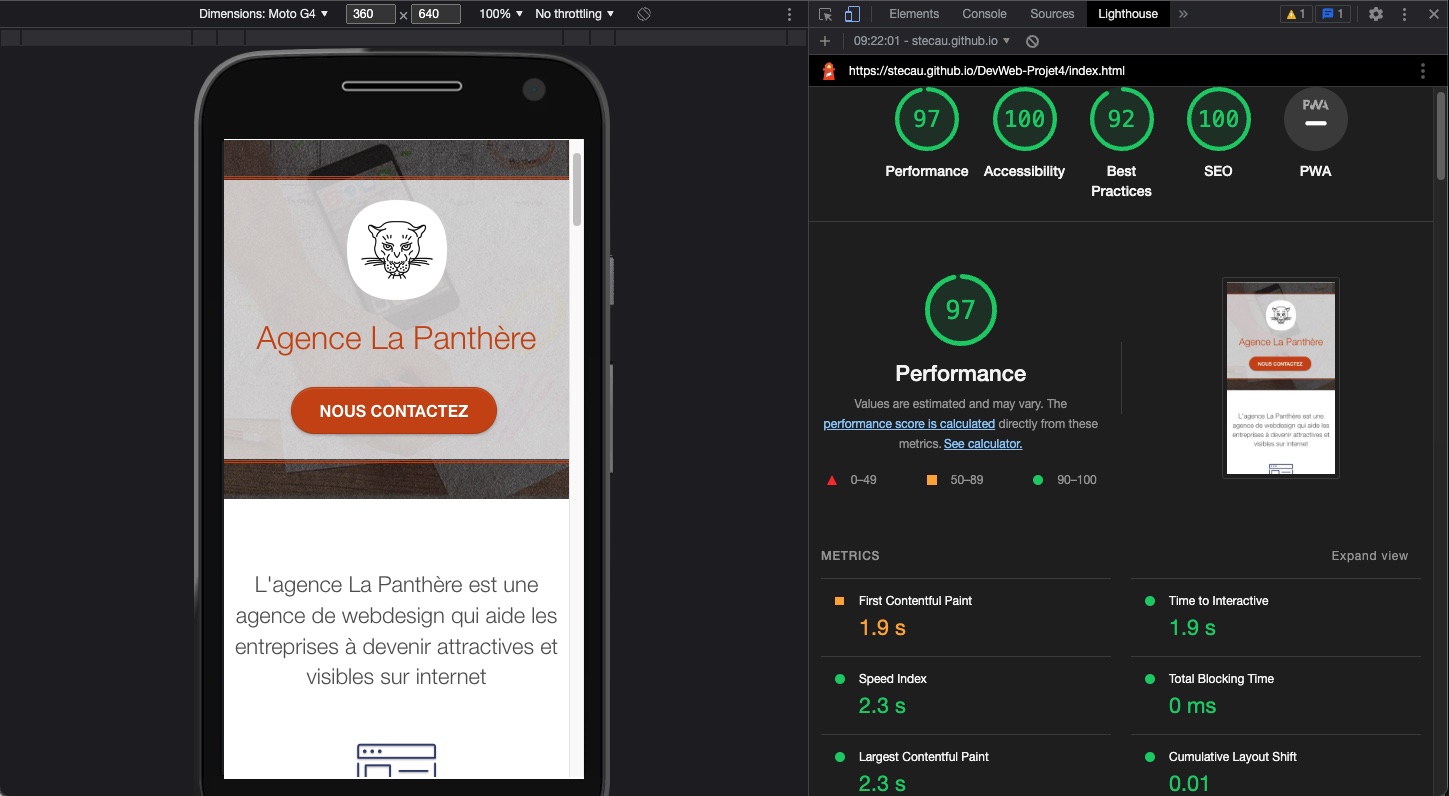 Dimensions: Moto G4 ▼ 360 × 640 100% ▼ No throttling ▼
Elements Console Sources Lighthouse » 1 1
+ 09:22:01 - stecau.github.io ▼
https://stecau.github.io/DevWeb-Projet4/index.html
97 100 92 100 PWA
Performance Accessibility Best Practices SEO PWA
Agence La Panthère
NOUS CONTACTEZ
L'agence La Panthère est une
agence de webdesign qui aide les
entreprises à devenir attractives et
visibles sur internet
97
Performance
Values are estimated and may vary. The
performance score is calculated directly from these
metrics. See calculator.
0–49 50–89 90–100
Agence La Panthère
NOUS CONTACTEZ
L'agence La Panthère est une
agence de webdesign qui aide les
entreprises à devenir attractives et
visibles sur internet
METRICS Expand view
First Contentful Paint
1.9 s
Time to Interactive
1.9 s
Speed Index
2.3 s
Total Blocking Time
0 ms
Largest Contentful Paint
2.3 s
Cumulative Layout Shift
0.01